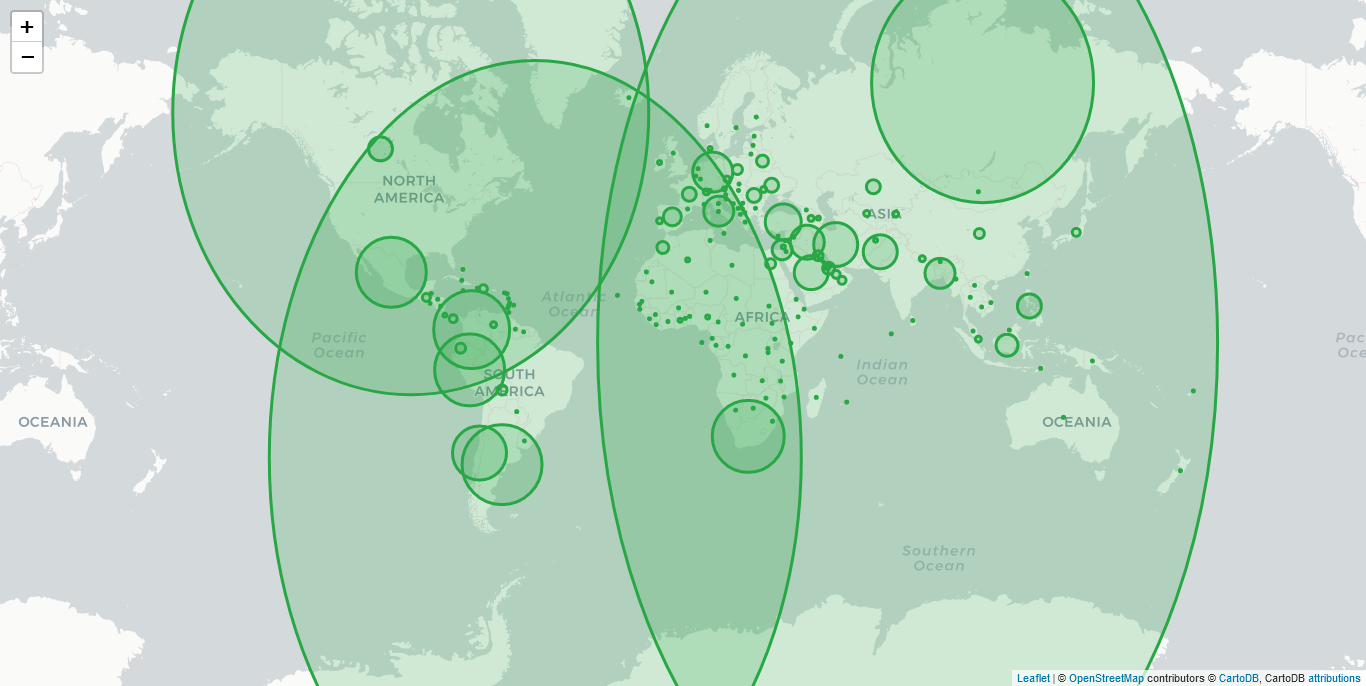 +
−
NORTH
AMERICA
ASIA
Atlantic
Ocean
AFRICA
Pacific
Ocean
Indian
Ocean
SOUTH
AMERICA
Pac
Oce
OCEANIA
OCEANIA
Southern
Ocean
Leaflet | © OpenStreetMap contributors © CartoDB, CartoDB attributions